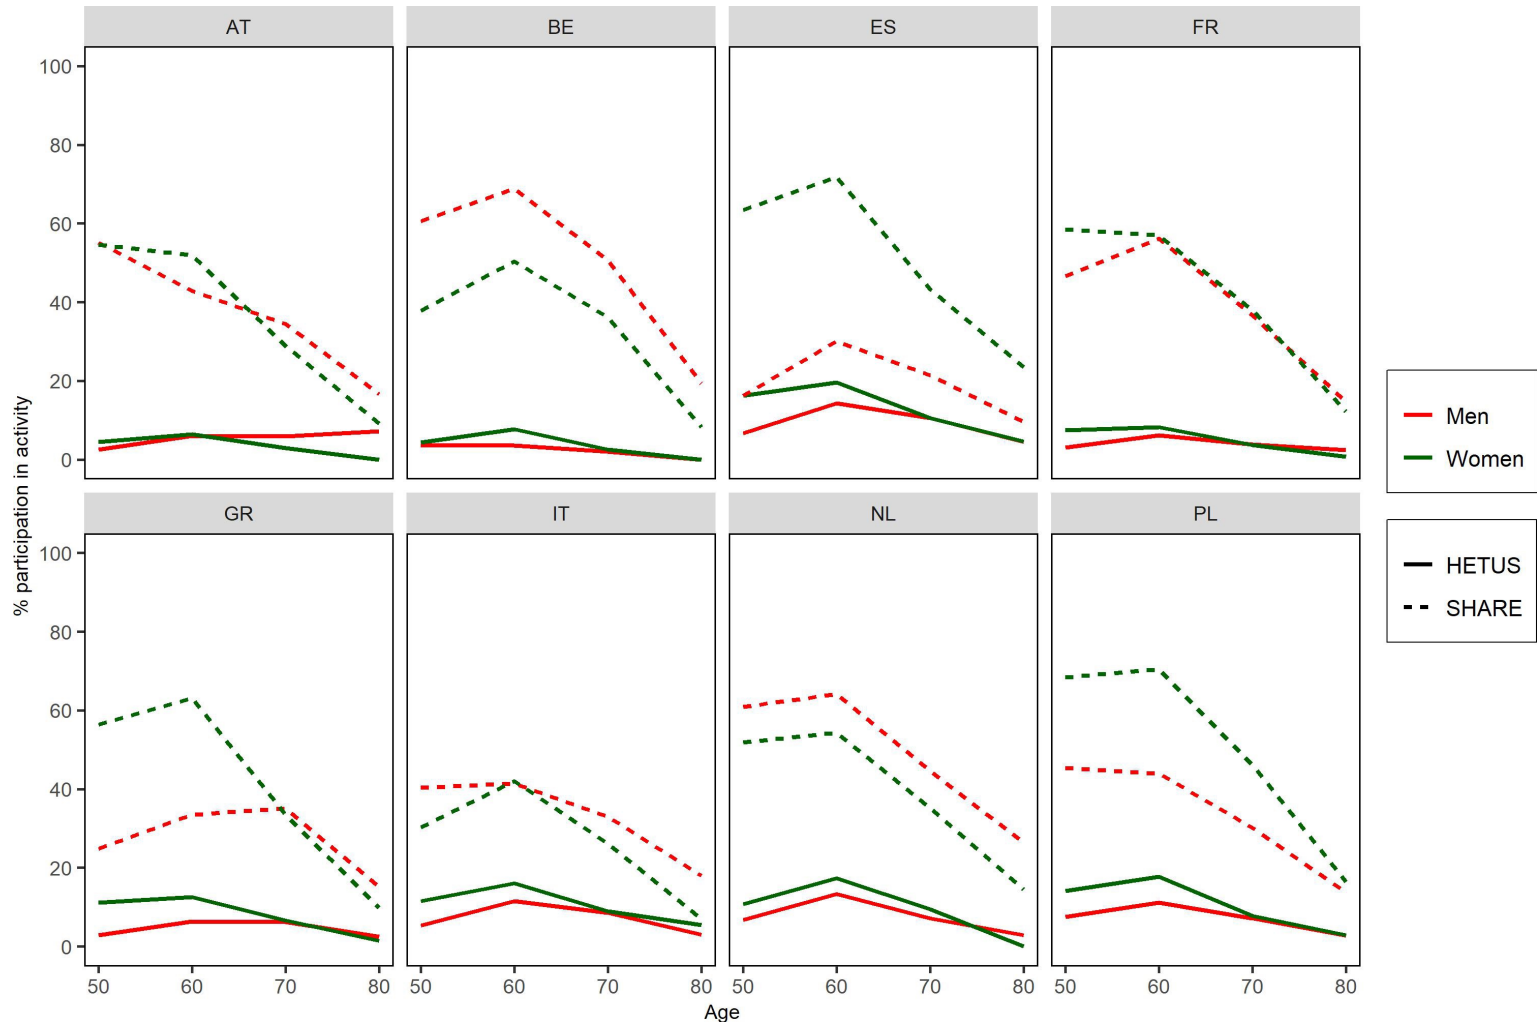 AT BE ES FR
100
80
60
40
20
0
GR IT NL PL
100
80
60
40
20
0
50 60 70 80 50 60 70 80 50 60 70 80 50 60 70 80
Age
% participation in activity
Men
Women
HETUS
SHARE